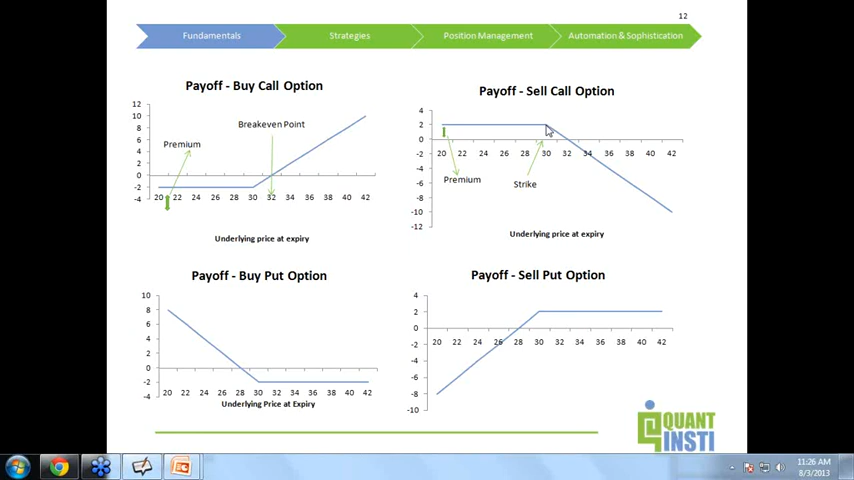 12
Fundamentals
Strategies
Position Management
Automation & Sophistication
Payoff - Buy Call Option
12
10
8
6
4
2
0
-2
-4
Premium
Breakeven Point
20 22 24 26 28 30 32 34 36 38 40 42
Underlying price at expiry
Payoff - Sell Call Option
4
2
0
-2
-4
-6
-8
-10
-12
20 22 24 26 28 30 32 34 36 38 40 42
Premium
Strike
Underlying price at expiry
Payoff - Buy Put Option
10
8
6
4
2
0
-2
-4
20 22 24 26 28 30 32 34 36 38 40 42
Underlying Price at Expiry
Payoff - Sell Put Option
4
2
0
-2
-4
-6
-8
-10
20 22 24 26 28 30 32 34 36 38 40 42
QUANT
INSTI
11:26 AM
8/3/2013